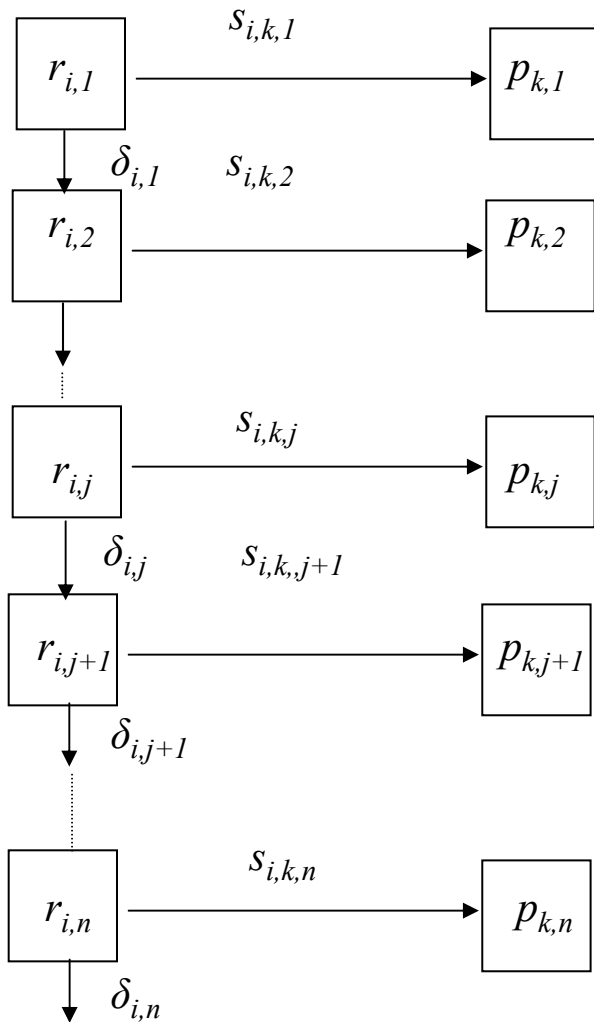 s_{i,k,1}
r_{i,1} p_{k,1}
δ_{i,1} s_{i,k,2}
r_{i,2} p_{k,2}
s_{i,k,j}
r_{i,j} p_{k,j}
δ_{i,j} s_{i,k,,j+1}
r_{i,j+1} p_{k,j+1}
δ_{i,j+1}
s_{i,k,n}
r_{i,n} p_{k,n}
δ_{i,n}